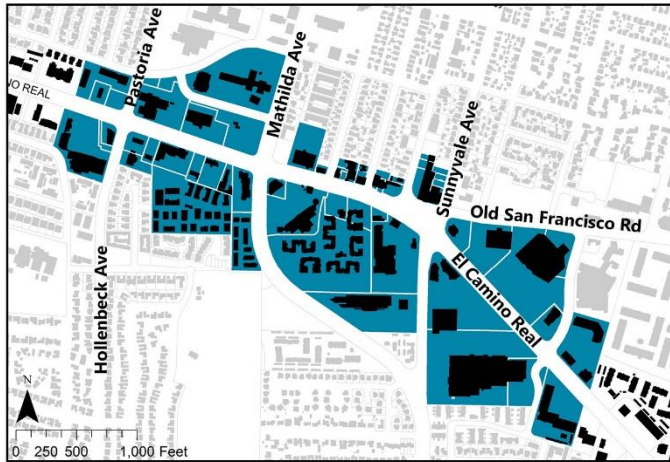 Pastoria Ave
Mathilda Ave
NO REAL
Sunnyvale Ave
Old San Francisco Rd
El Camino Real
Hollenbeck Ave
N
0 250 500 1,000 Feet